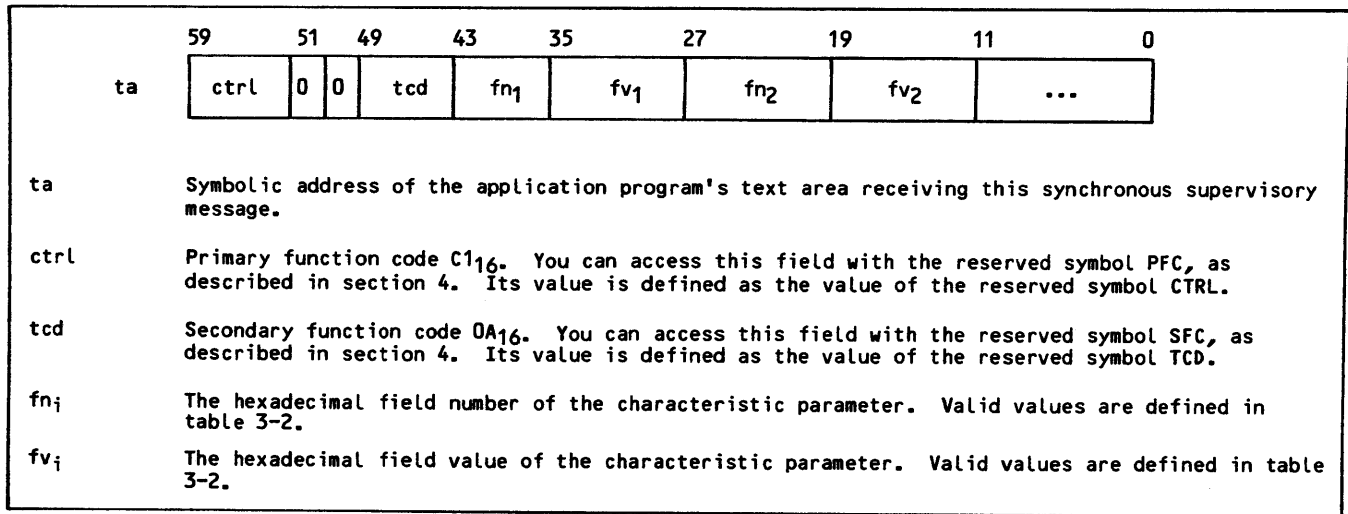 59 51 49 43 35 27 19 11 0
ta ctrl 0 0 tcd fn1 fv1 fn2 fv2 ...
ta Symbolic address of the application program's text area receiving this synchronous supervisory
message.
ctrl Primary function code C116. You can access this field with the reserved symbol PFC, as
described in section 4. Its value is defined as the value of the reserved symbol CTRL.
tcd Secondary function code 0A16. You can access this field with the reserved symbol SFC, as
described in section 4. Its value is defined as the value of the reserved symbol TCD.
fni The hexadecimal field number of the characteristic parameter. Valid values are defined in
table 3-2.
fvi The hexadecimal field value of the characteristic parameter. Valid values are defined in table
3-2.